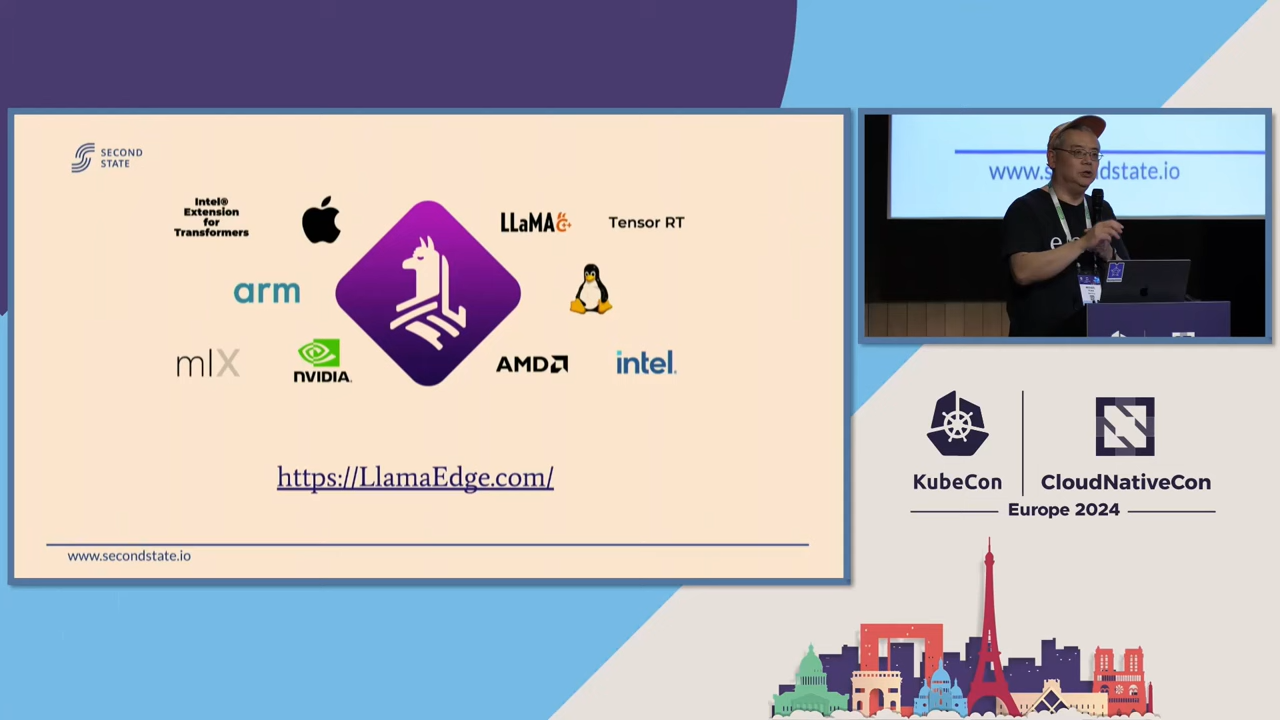 SECOND
STATE
Intel®
Extension
for
Transformers
LLaMA C++
Tensor RT
arm
mlX
NVIDIA.
AMD
intel.
https://LlamaEdge.com/
www.secondstate.io
www.s dstate.io
e
KubeCon
CloudNativeCon
Europe 2024